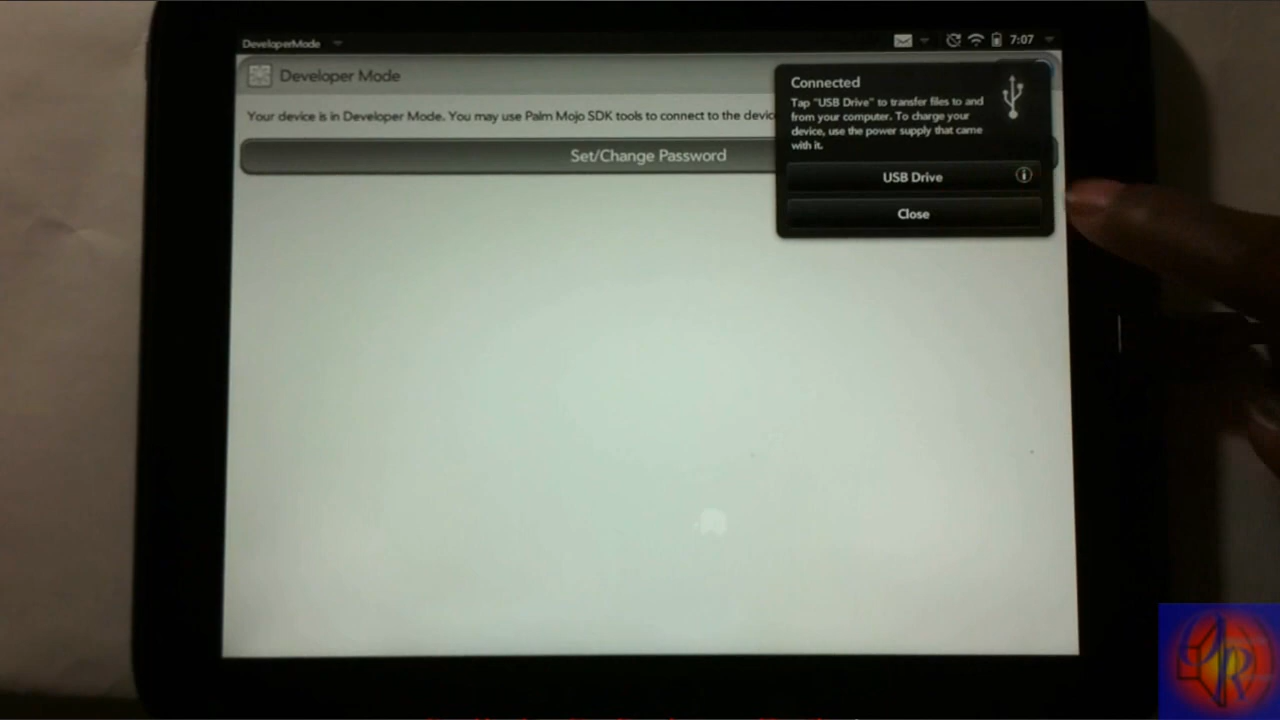 DeveloperMode
7:07
Developer Mode
Your device is in Developer Mode. You may use Palm Mojo SDK tools to connect to the devic
Set/Change Password
Connected
Tap "USB Drive" to transfer files to and
from your computer. To charge your
device, use the power supply that came
with it.
USB Drive
Close